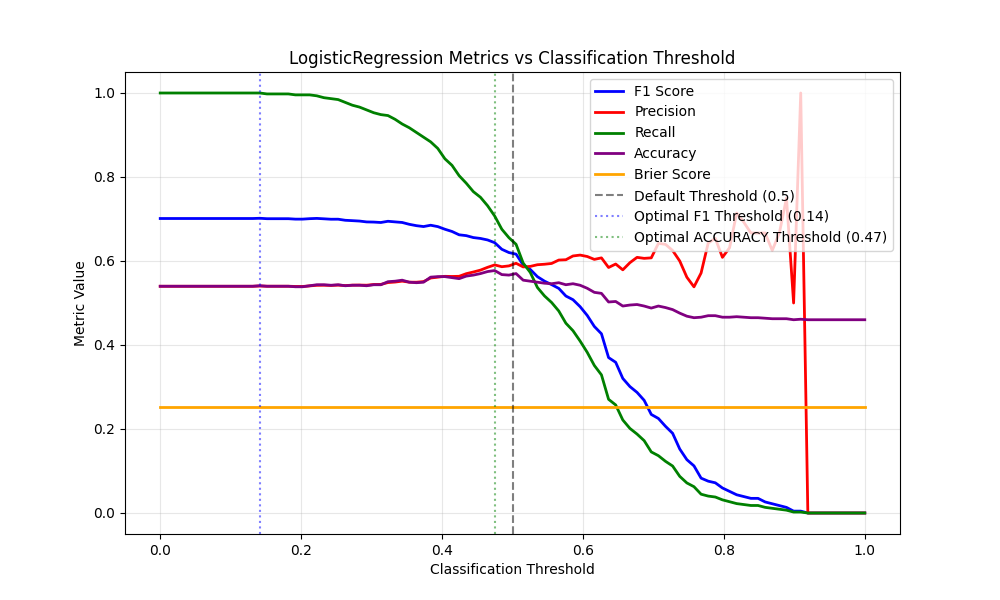 LogisticRegression Metrics vs Classification Threshold
Metric Value
1.0
0.8
0.6
0.4
0.2
0.0
F1 Score
Precision
Recall
Accuracy
Brier Score
Default Threshold (0.5)
Optimal F1 Threshold (0.14)
Optimal ACCURACY Threshold (0.47)
0.0 0.2 0.4 0.6 0.8 1.0
Classification Threshold